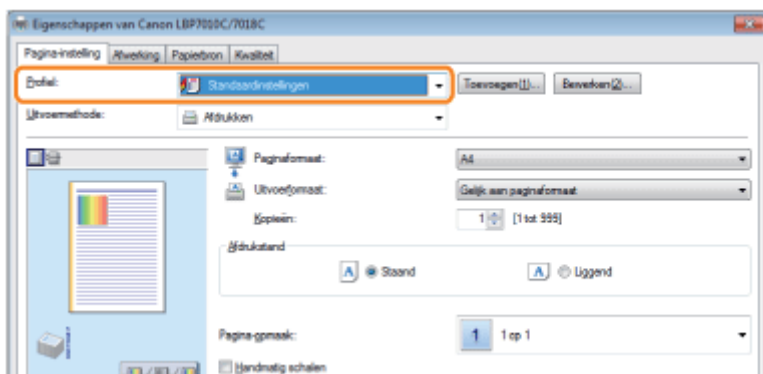 Eigenschappen van Canon LBP7010C/7018C
Pagina-instelling Afwerking Papierbron Kwaliteit
Profiel: Standaardinstellingen Toevoegen(1)... Bewerken(2)...
Uitvoermethode: Afdrukken
Paginaformaat: A4
Uitvoerformaat: Gelijk aan paginaformaat
Kopieën: 1 [1 tot 999]
Afdrukstand
A Staand A Liggend
Pagina-opmaak: 1 1 op 1
Handmatig schalen